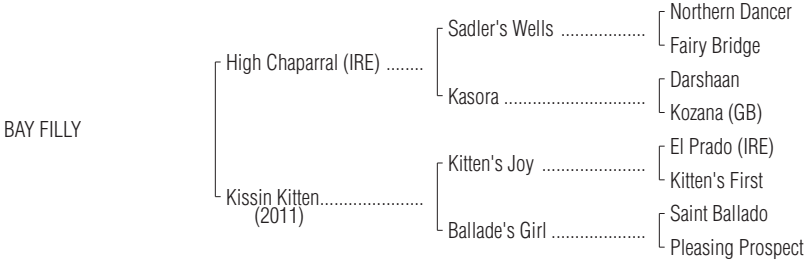 Northern Dancer
Sadler's Wells ..................
Fairy Bridge
High Chaparral (IRE) ........
Darshaan
Kasora ..............................
Kozana (GB)
BAY FILLY
El Prado (IRE)
Kitten's Joy ......................
Kitten's First
Kissin Kitten......................
(2011)
Saint Ballado
Ballade's Girl ....................
Pleasing Prospect